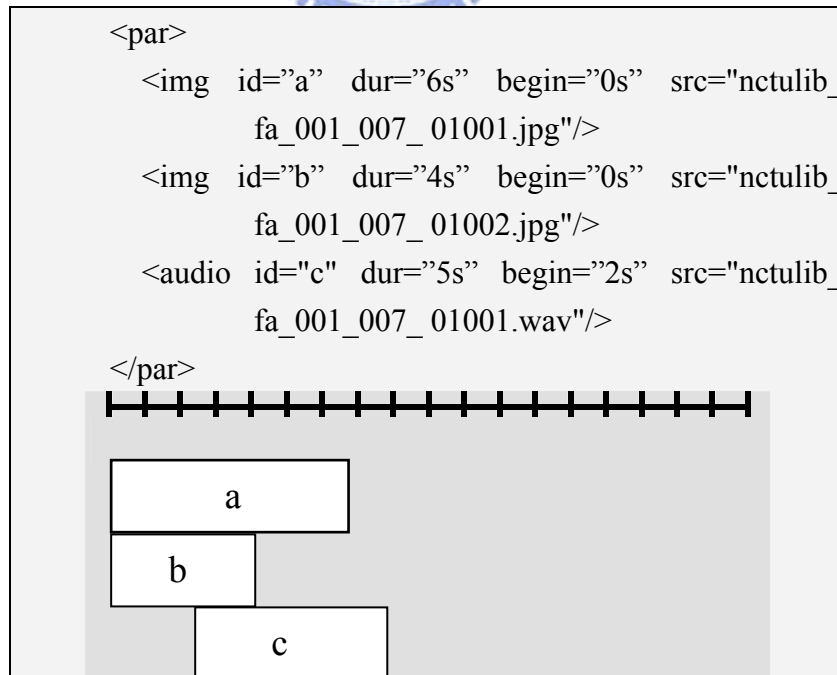 <par>
<img id=”a” dur=”6s” begin=”0s” src="nctulib_
fa_001_007_ 01001.jpg"/>
<img id=”b” dur=”4s” begin=”0s” src="nctulib_
fa_001_007_ 01002.jpg"/>
<audio id="c" dur=”5s” begin=”2s” src="nctulib_
fa_001_007_ 01001.wav"/>
</par>
a
b
c